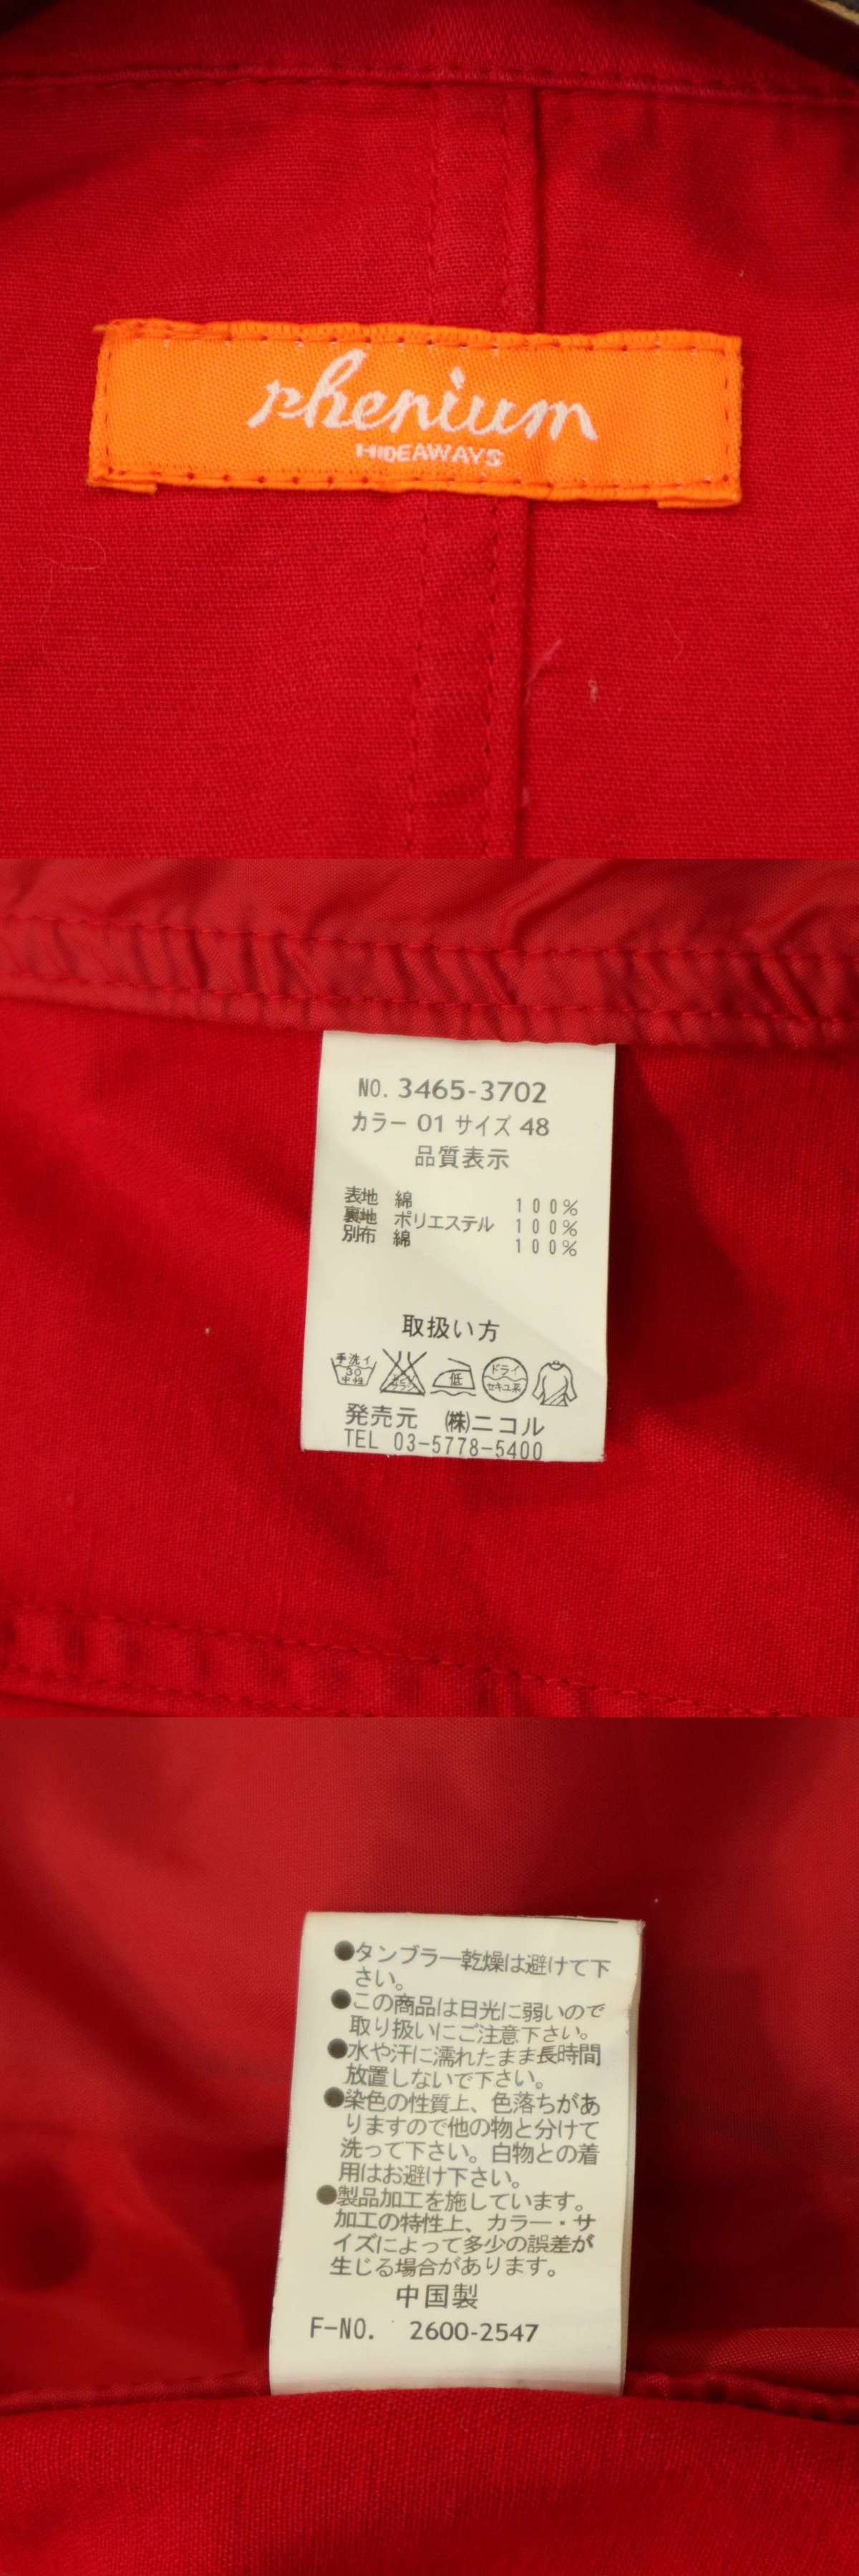 rhenium
HIDEAWAYS
NO. 3465-3702
カラー 01 サイズ 48
品質表示
表地 綿 100%
裏地 ポリエステル 100%
別布 綿 100%
取扱い方
手洗イ
30
中性
ドライ
低
セキユ系
発売元 ㈱ニコル
TEL 03-5778-5400
●タンブラー乾燥は避けて下
さい。
●この商品は日光に弱いので
取り扱いにご注意下さい。
●水や汗に濡れたまま長時間
放置しないで下さい。
●染色の性質上、色落ちがあ
りますので他の物と分けて
洗って下さい。白物との着
用はお避け下さい。
●製品加工を施しています。
加工の特性上、カラー・サ
イズによって多少の誤差が
生じる場合があります。
中国製
F-NO. 2600-2547